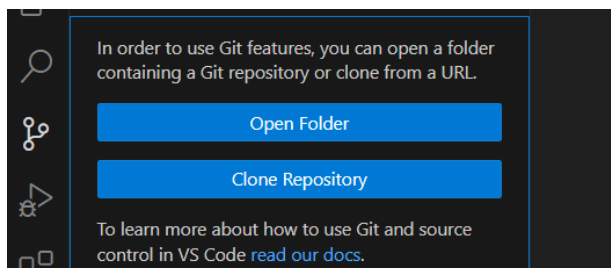 In order to use Git features, you can open a folder
containing a Git repository or clone from a URL.
Open Folder
Clone Repository
To learn more about how to use Git and source
control in VS Code read our docs.